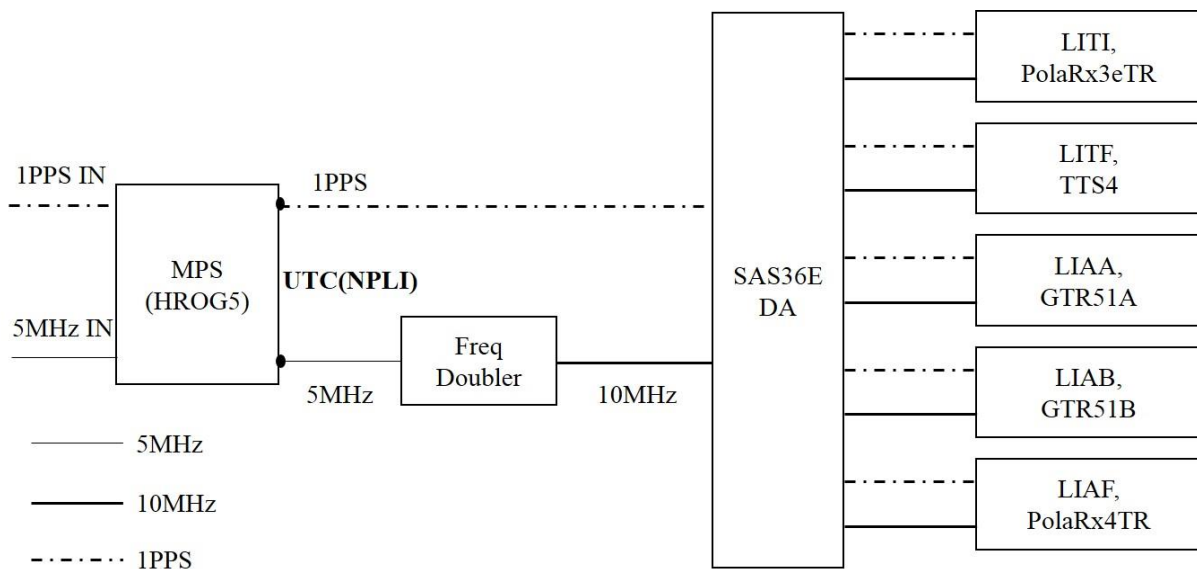 1PPS IN
5MHz IN
MPS
(HROG5)
1PPS
UTC(NPLI)
5MHz
Freq
Doubler
10MHz
SAS36E
DA
LITI,
PolaRx3eTR
LITF,
TTS4
LIAA,
GTR51A
LIAB,
GTR51B
LIAF,
PolaRx4TR
5MHz
10MHz
1PPS